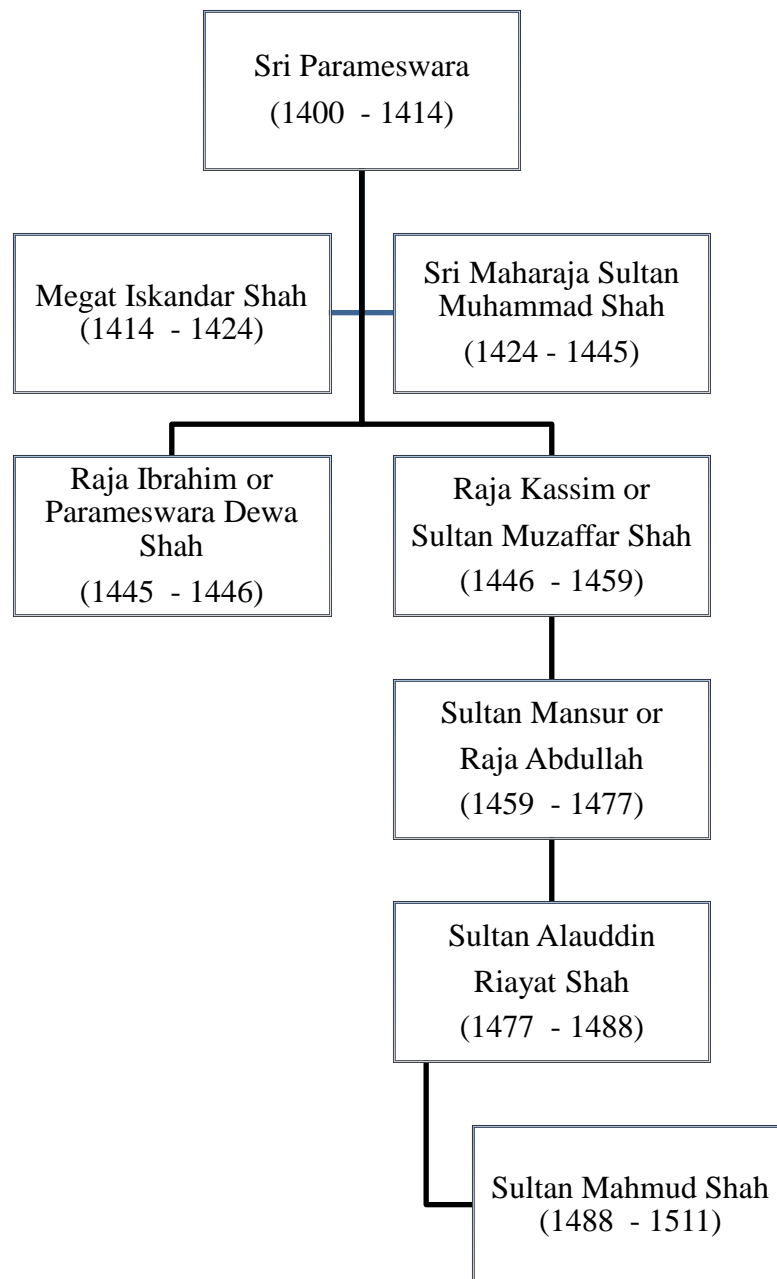 Sri Parameswara
(1400 - 1414)
Megat Iskandar Shah
(1414 - 1424)
Sri Maharaja Sultan
Muhammad Shah
(1424 - 1445)
Raja Ibrahim or
Parameswara Dewa
Shah
(1445 - 1446)
Raja Kassim or
Sultan Muzaffar Shah
(1446 - 1459)
Sultan Mansur or
Raja Abdullah
(1459 - 1477)
Sultan Alauddin
Riayat Shah
(1477 - 1488)
Sultan Mahmud Shah
(1488 - 1511)